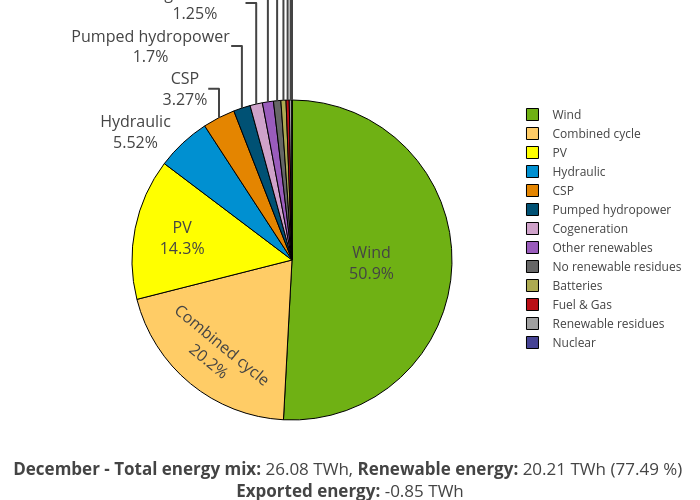 1.25%
Pumped hydropower
1.7%
CSP
3.27%
Hydraulic
5.52%
PV
14.3%
Wind
50.9%
Combined cycle
20.2%
Wind
Combined cycle
PV
Hydraulic
CSP
Pumped hydropower
Cogeneration
Other renewables
No renewable residues
Batteries
Fuel & Gas
Renewable residues
Nuclear
December - Total energy mix: 26.08 TWh, Renewable energy: 20.21 TWh (77.49 %)
Exported energy: -0.85 TWh